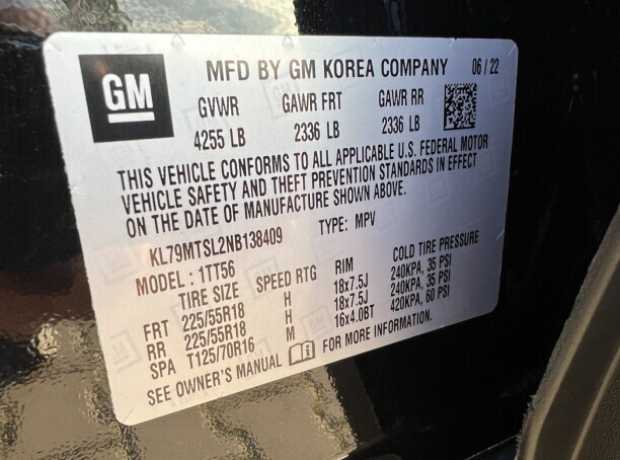 GM
MFD BY GM KOREA COMPANY 06/22
GVWR GAWR FRT GAWR RR
4255 LB 2336 LB 2336 LB
THIS VEHICLE CONFORMS TO ALL APPLICABLE U.S. FEDERAL MOTOR
VEHICLE SAFETY AND THEFT PREVENTION STANDARDS IN EFFECT
ON THE DATE OF MANUFACTURE SHOWN ABOVE.
KL79MTSL2NB138409 TYPE: MPV
MODEL: 1TT56
TIRE SIZE SPEED RTG RIM COLD TIRE PRESSURE
FRT 225/55R18 H 18x7.5J 240KPA, 35 PSI
RR 225/55R18 H 18x7.5J 240KPA, 35 PSI
SPA T125/70R16 M 16x4.0BT 420KPA, 60 PSI
SEE OWNER'S MANUAL FOR MORE INFORMATION.